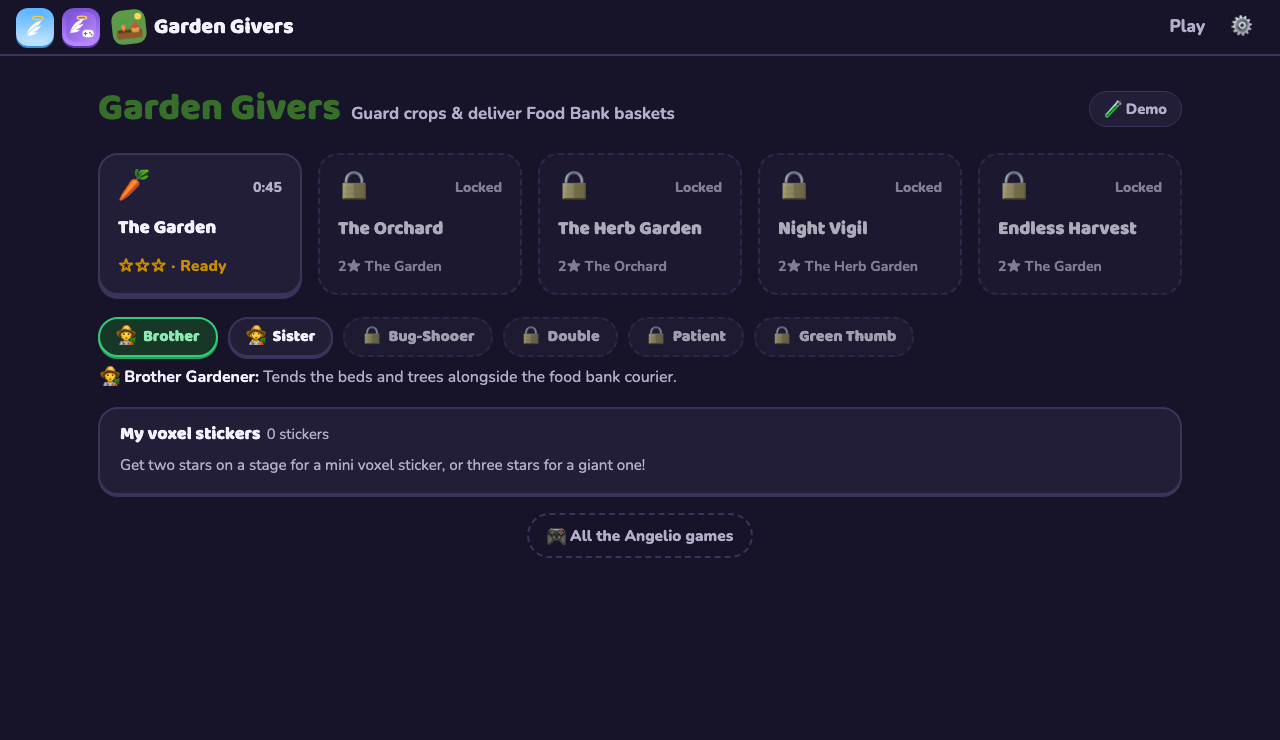 Garden Givers
Play
Garden Givers Guard crops & deliver Food Bank baskets
Demo
0:45
The Garden
☆☆☆ · Ready
Locked
The Orchard
2★ The Garden
Locked
The Herb Garden
2★ The Orchard
Locked
Night Vigil
2★ The Herb Garden
Locked
Endless Harvest
2★ The Garden
Brother
Sister
Bug-Shooer
Double
Patient
Green Thumb
Brother Gardener: Tends the beds and trees alongside the food bank courier.
My voxel stickers 0 stickers
Get two stars on a stage for a mini voxel sticker, or three stars for a giant one!
All the Angelio games